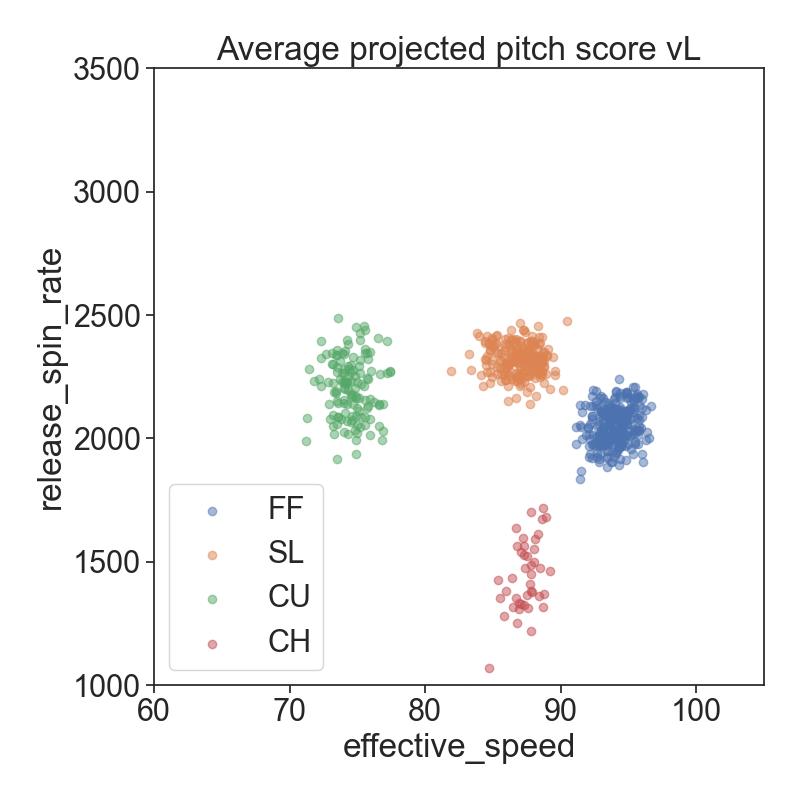 Average projected pitch score vL
3500
3000
2500
2000
1500
1000
release_spin_rate
FF
SL
CU
CH
60
70
80
90
100
effective_speed